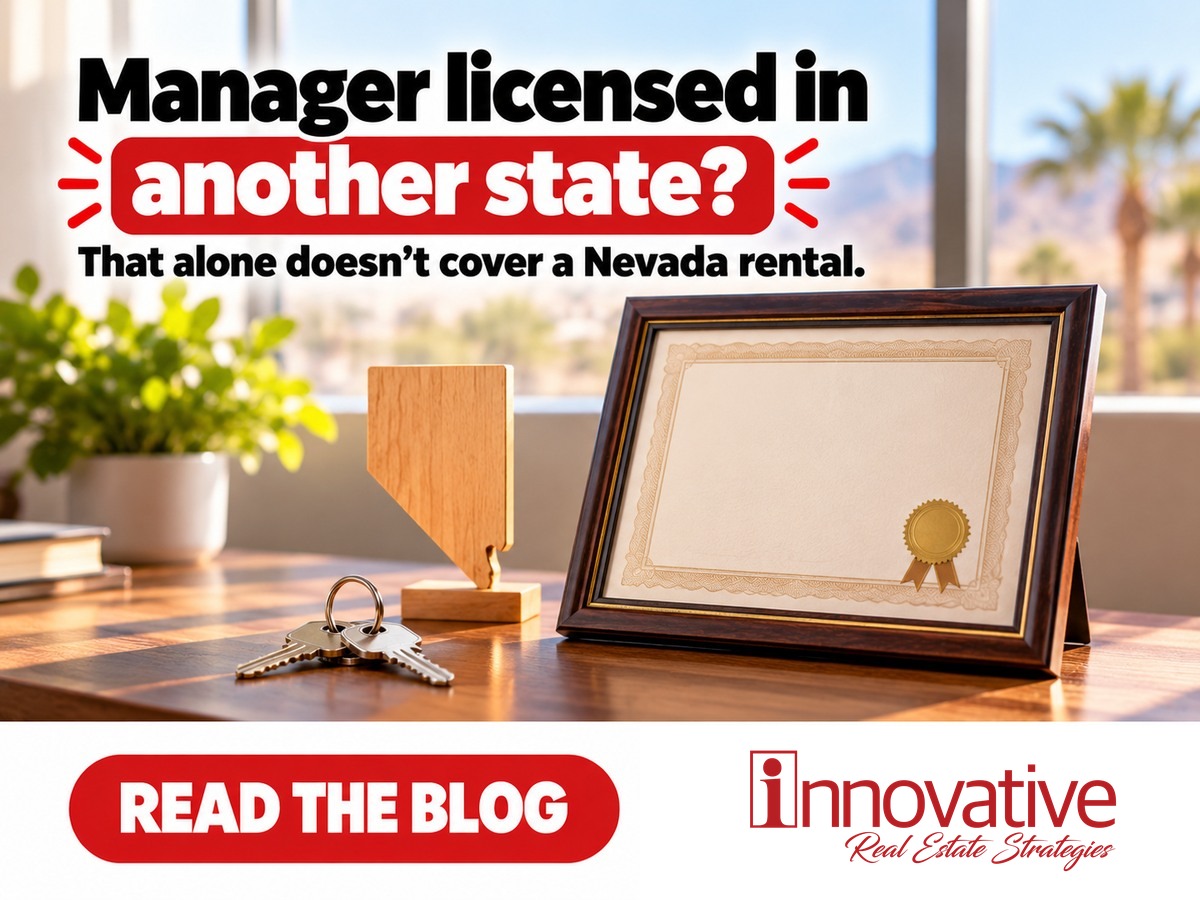 Manager licensed in
another state?
That alone doesn't cover a Nevada rental.
READ THE BLOG
innovative
Real Estate Strategies